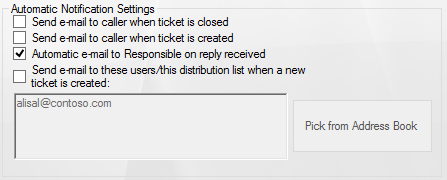 Automatic Notification Settings
Send e-mail to caller when ticket is closed
Send e-mail to caller when ticket is created
Automatic e-mail to Responsible on reply received
Send e-mail to these users/this distribution list when a new
ticket is created:
alisal@contoso.com
Pick from Address Book